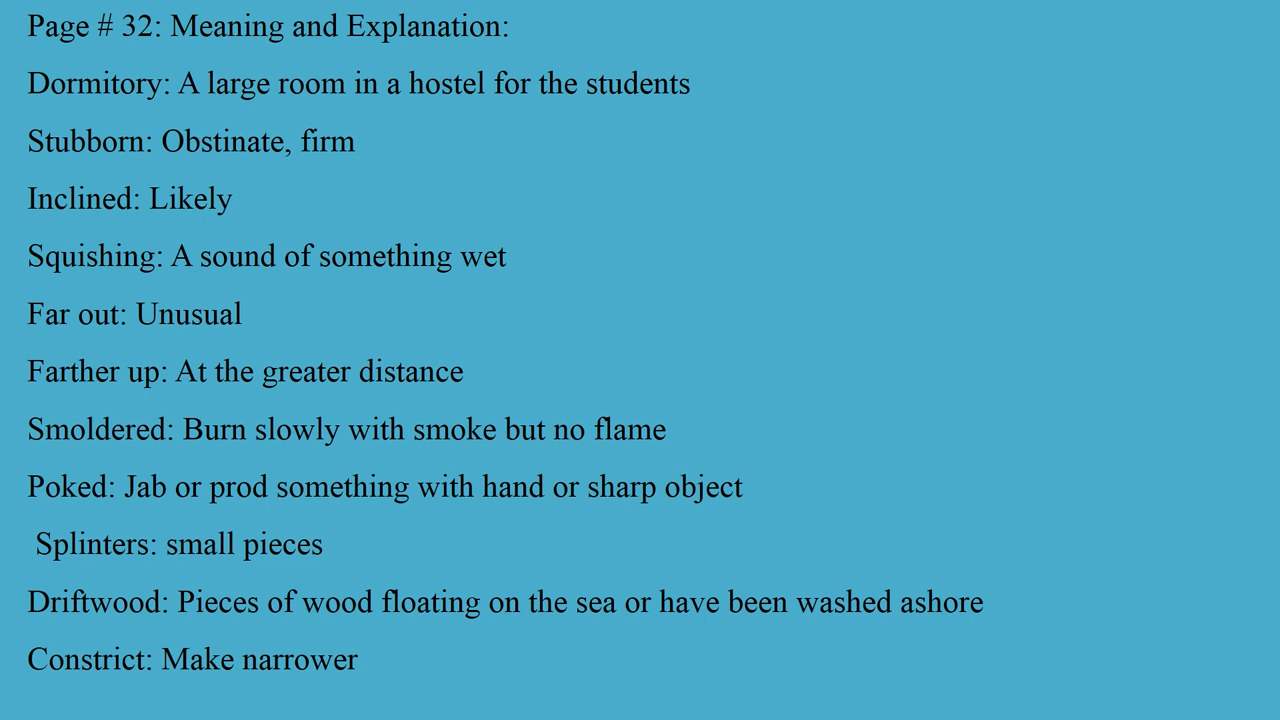 Page # 32: Meaning and Explanation:
Dormitory: A large room in a hostel for the students
Stubborn: Obstinate, firm
Inclined: Likely
Squishing: A sound of something wet
Far out: Unusual
Farther up: At the greater distance
Smoldered: Burn slowly with smoke but no flame
Poked: Jab or prod something with hand or sharp object
Splinters: small pieces
Driftwood: Pieces of wood floating on the sea or have been washed ashore
Constrict: Make narrower